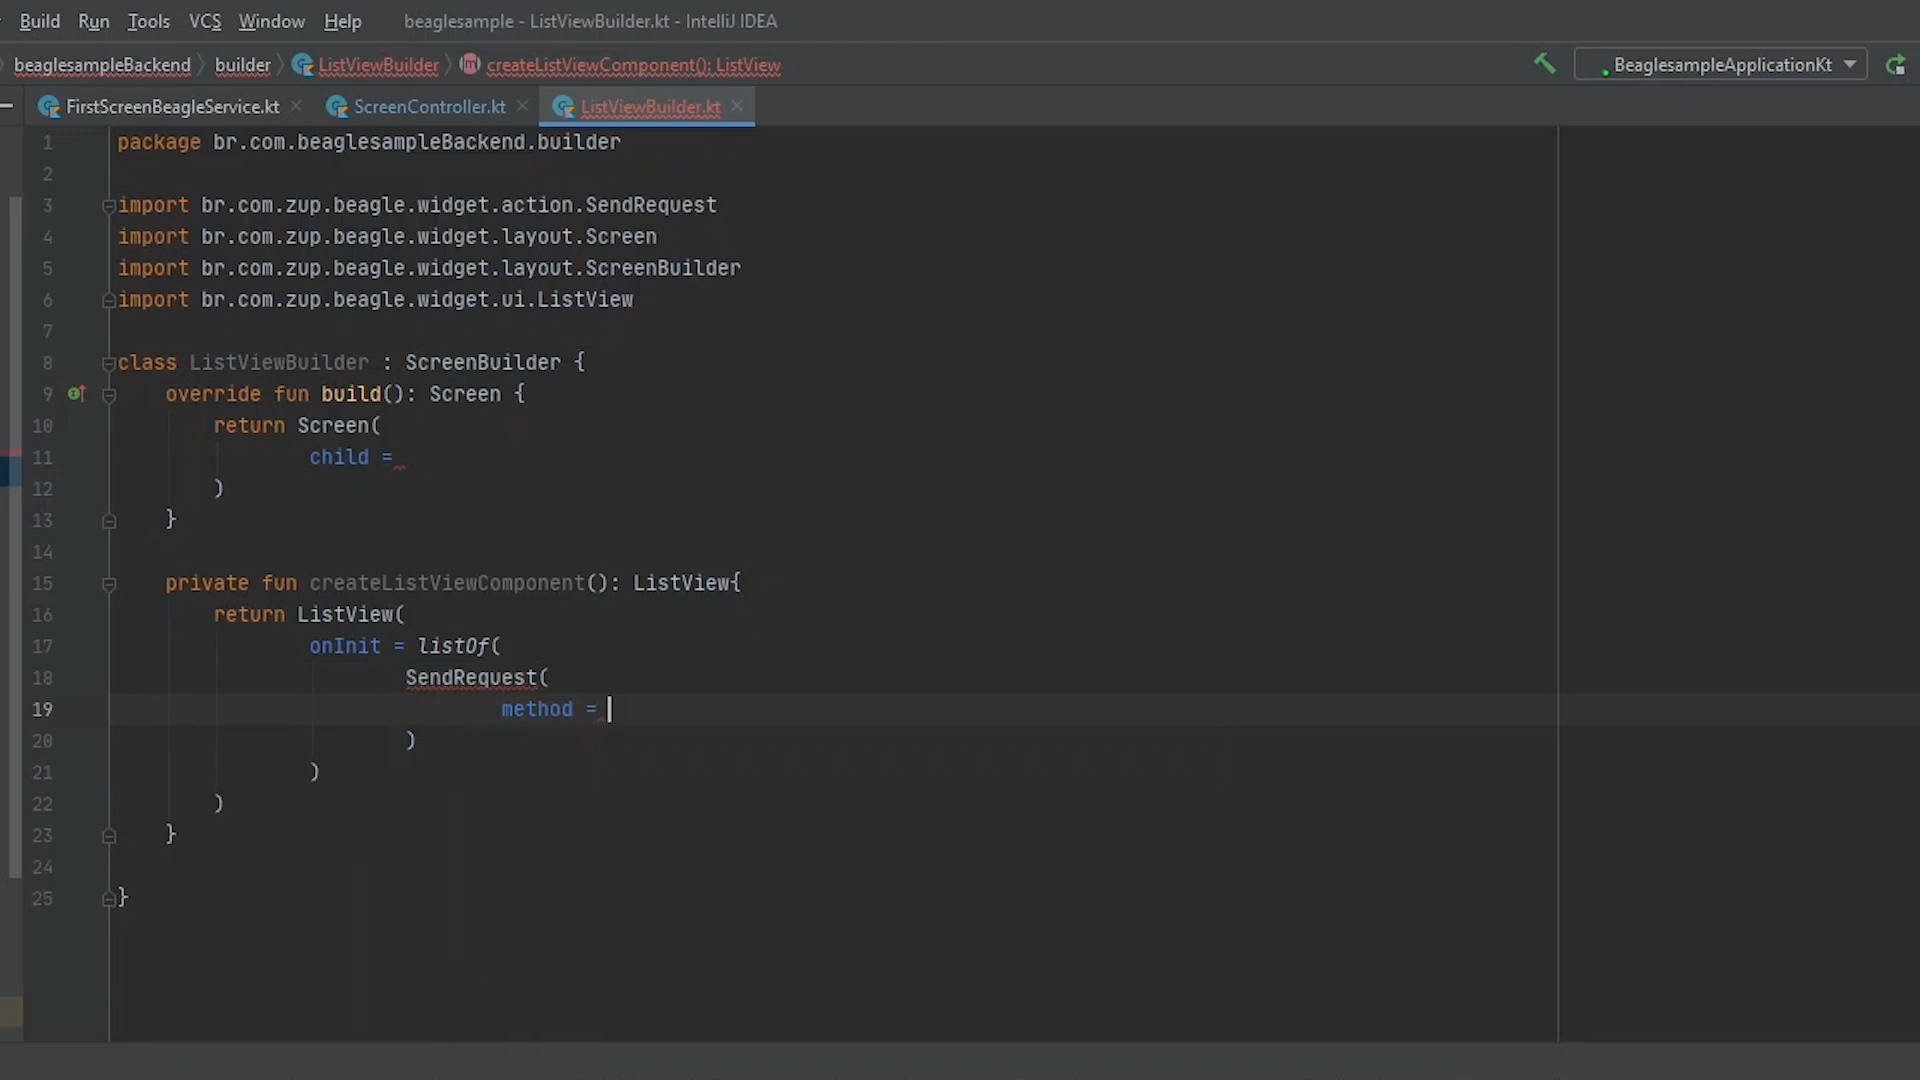 Build Run Tools VCS Window Help beaglesample - ListViewBuilder.kt - IntelliJ IDEA
beaglesampleBackend builder ListViewBuilder m createListViewComponent(): ListView BeaglesampleApplicationKt
FirstScreenBeagleService.kt ScreenController.kt ListViewBuilder.kt
1 package br.com.beaglesampleBackend.builder
2
3 import br.com.zup.beagle.widget.action.SendRequest
4 import br.com.zup.beagle.widget.layout.Screen
5 import br.com.zup.beagle.widget.layout.ScreenBuilder
6 import br.com.zup.beagle.widget.ui.ListView
7
8 class ListViewBuilder : ScreenBuilder {
9 override fun build(): Screen {
10 return Screen(
11 child =
12 )
13 }
14
15 private fun createListViewComponent(): ListView{
16 return ListView(
17 onInit = listOf(
18 SendRequest(
19 method =
20 )
21 )
22 )
23 }
24
25 }